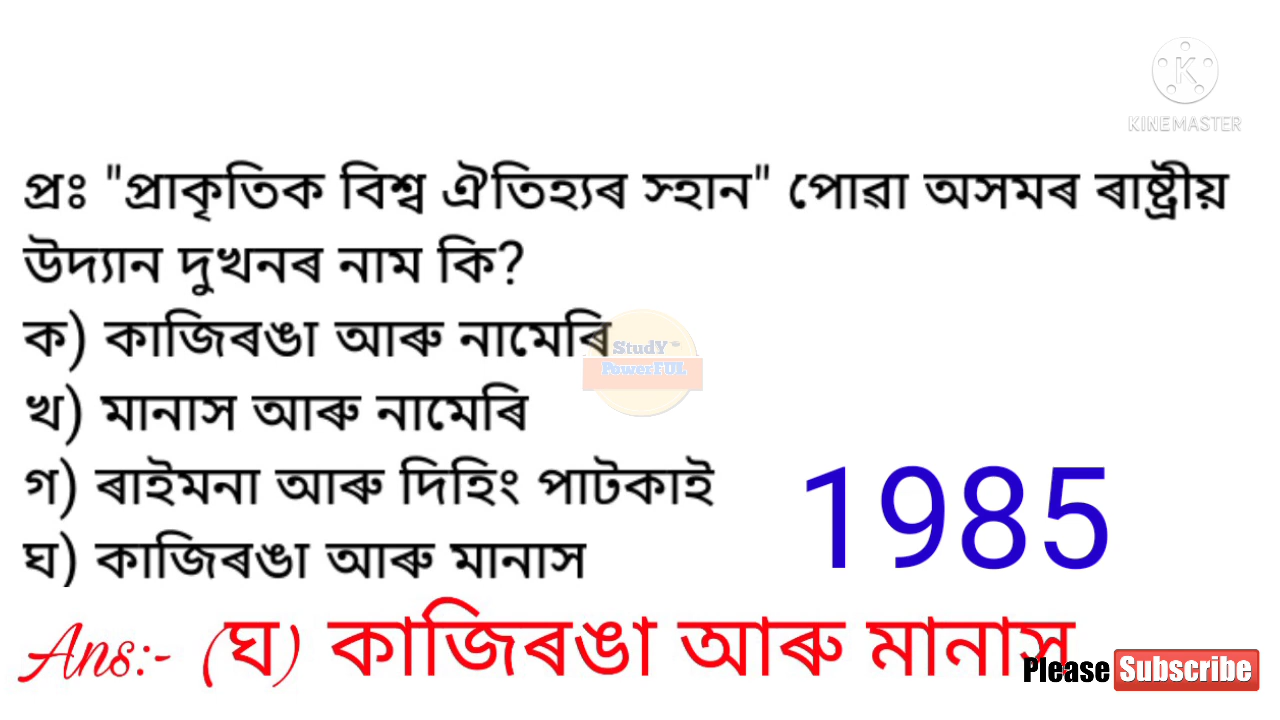 KINEMASTER
প্ৰঃ "প্ৰাকৃতিক বিশ্ব ঐতিহ্যৰ স্হান" পোৱা অসমৰ ৰাষ্ট্ৰীয়
উদ্যান দুখনৰ নাম কি?
ক) কাজিৰঙা আৰু নামেৰি
StudY
PowerFUL
খ) মানাস আৰু নামেৰি
গ) ৰাইমনা আৰু দিহিং পাটকাই
1985
ঘ) কাজিৰঙা আৰু মানাস
Ans:- (ঘ) কাজিৰঙা আৰু মানাস
Please Subscribe